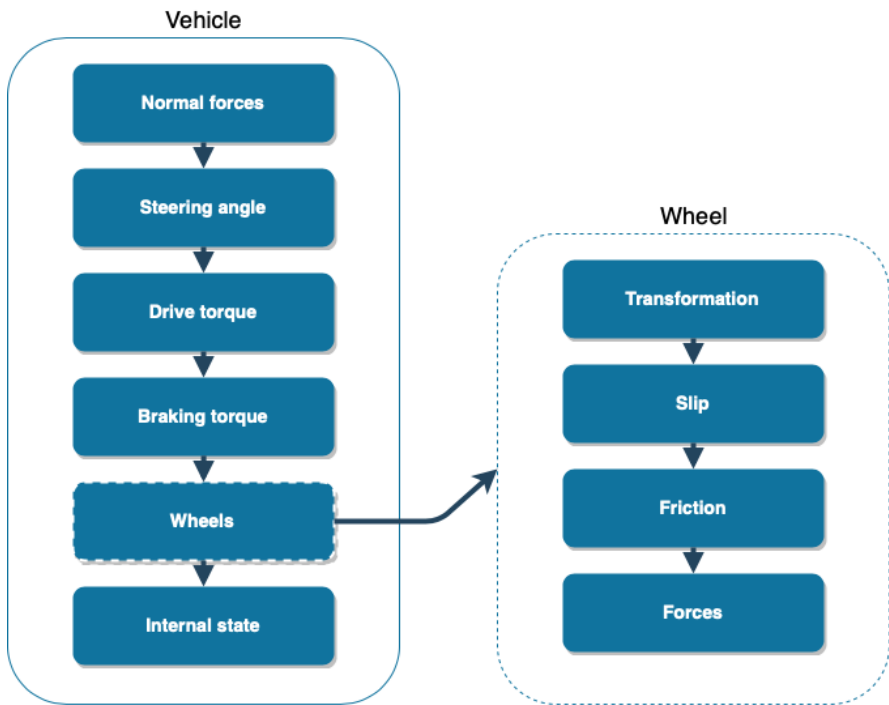 Vehicle
Normal forces
Steering angle
Drive torque
Braking torque
Wheels
Internal state
Wheel
Transformation
Slip
Friction
Forces